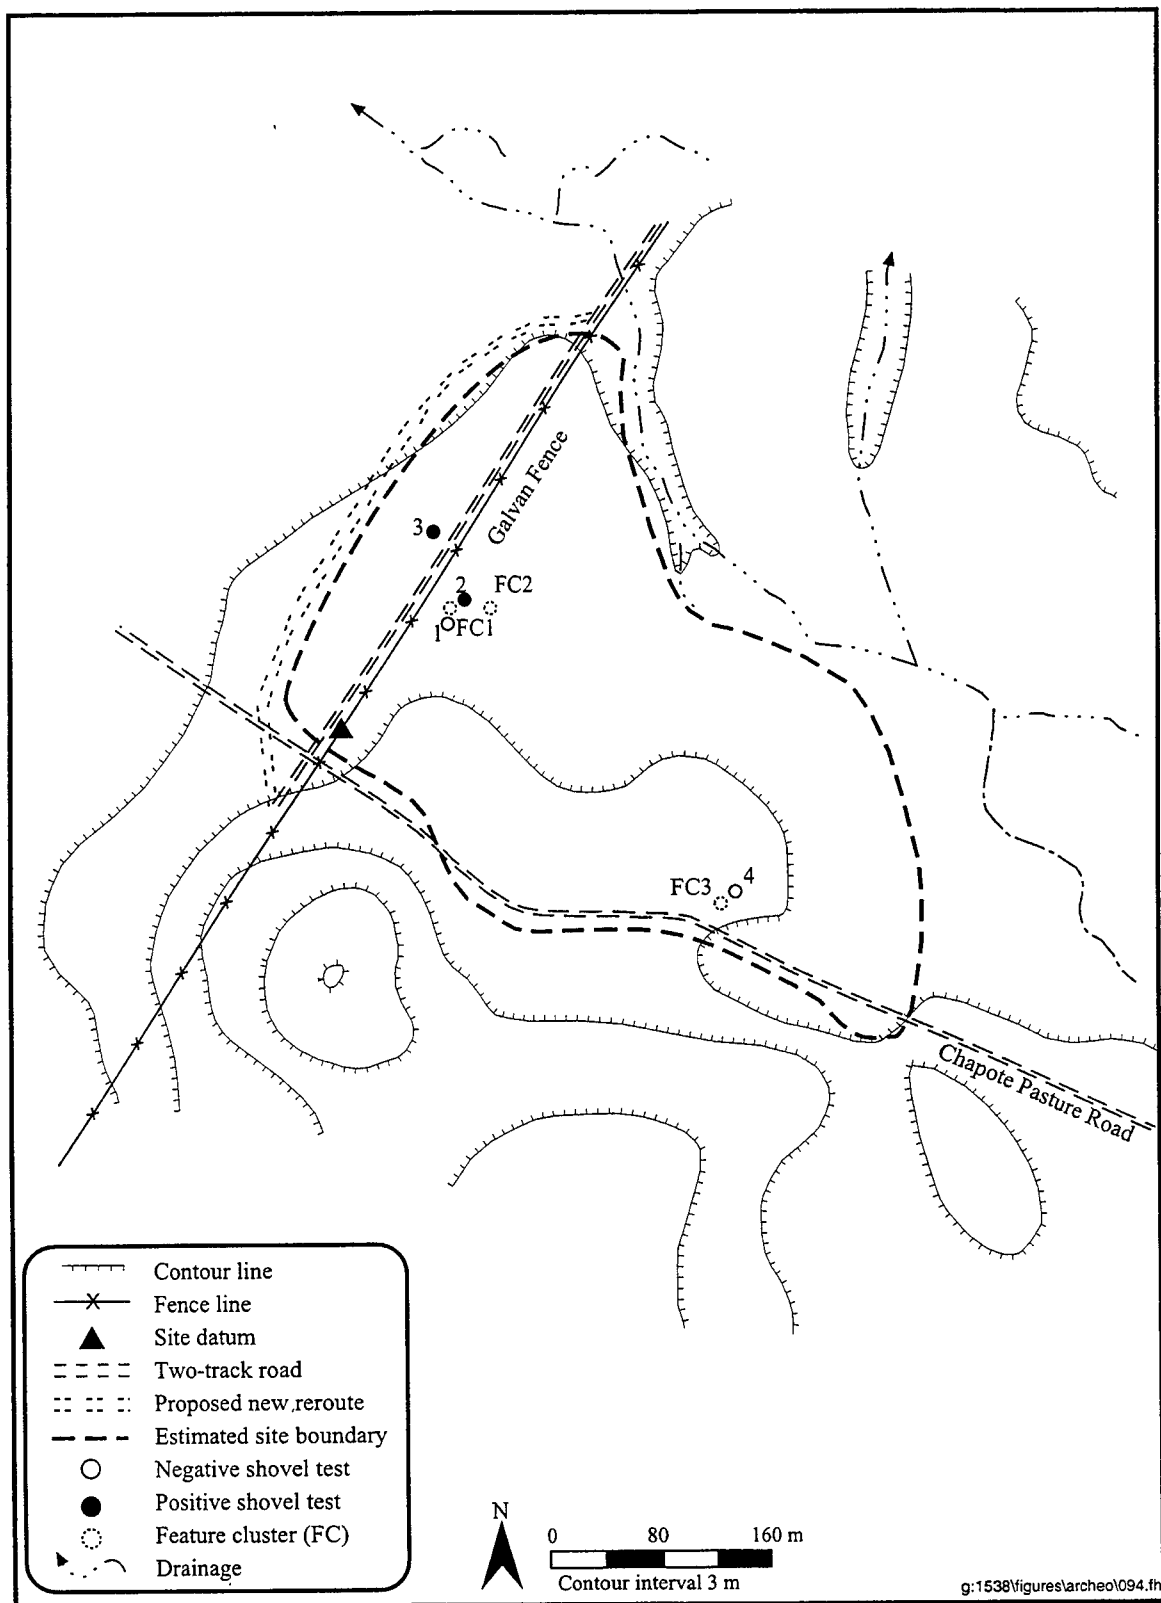 Galvan Fence
3
2
FC2
1
FC1
FC3
4
Chapote Pasture Road
Contour line
Fence line
Site datum
Two-track road
Proposed new reroute
Estimated site boundary
Negative shovel test
Positive shovel test
Feature cluster (FC)
Drainage
N
0 80 160 m
Contour interval 3 m
g:1538\figures\archeo\094.fh